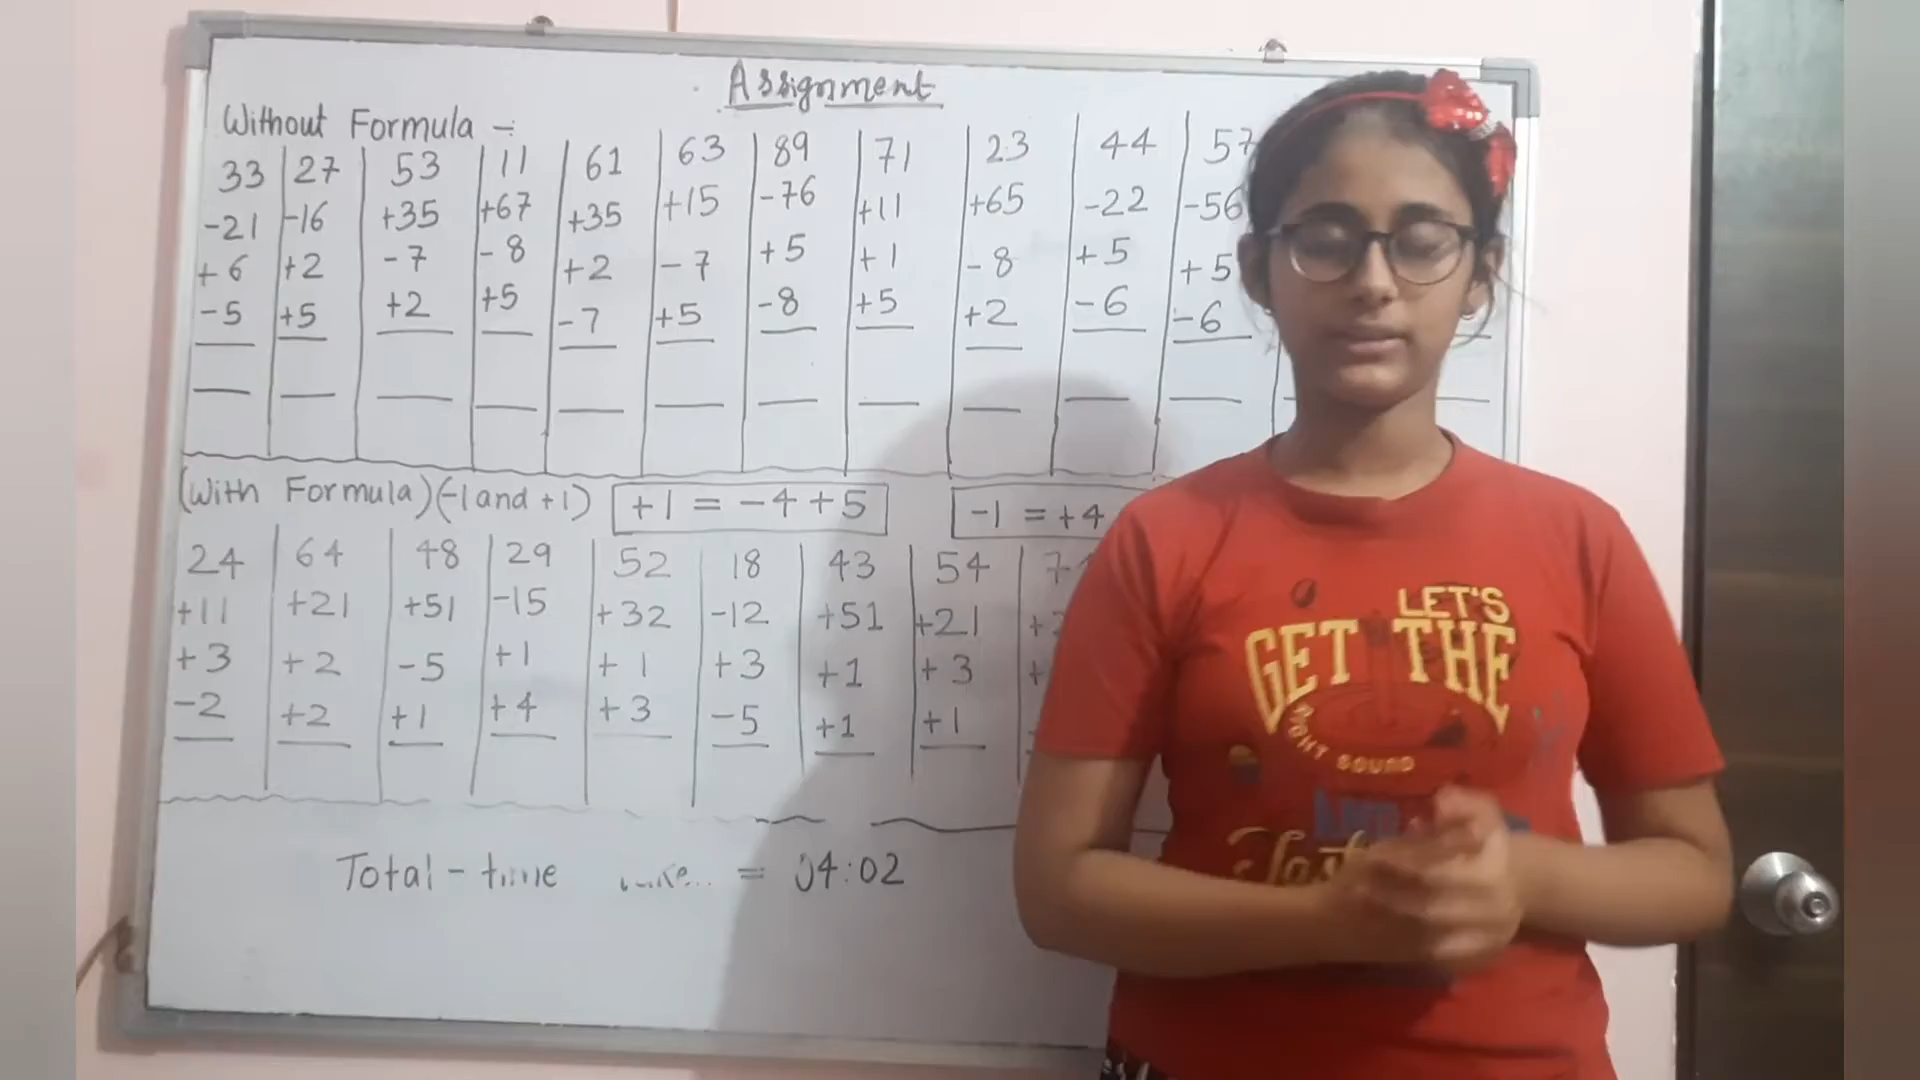 Assignment
Without Formula -
33 27 53 11 61 63 89 71 23 44 57
-21 -16 +35 +67 +35 +15 -76 +11 +65 -22 -56
+6 +2 -7 -8 +2 -7 +5 +1 -8 +5 +5
-5 +5 +2 +5 -7 +5 -8 +5 +2 -6 -6
(With Formula) (-1 and +1) +1 = -4 +5 -1 = +4
24 64 48 29 52 18 43 54
+11 +21 +51 -15 +32 -12 +51 +21
+3 +2 -5 +1 +1 +3 +1 +3
-2 +2 +1 +4 +3 -5 +1 +1
Total - time = 04:02
LET'S
GET THE
SOUND